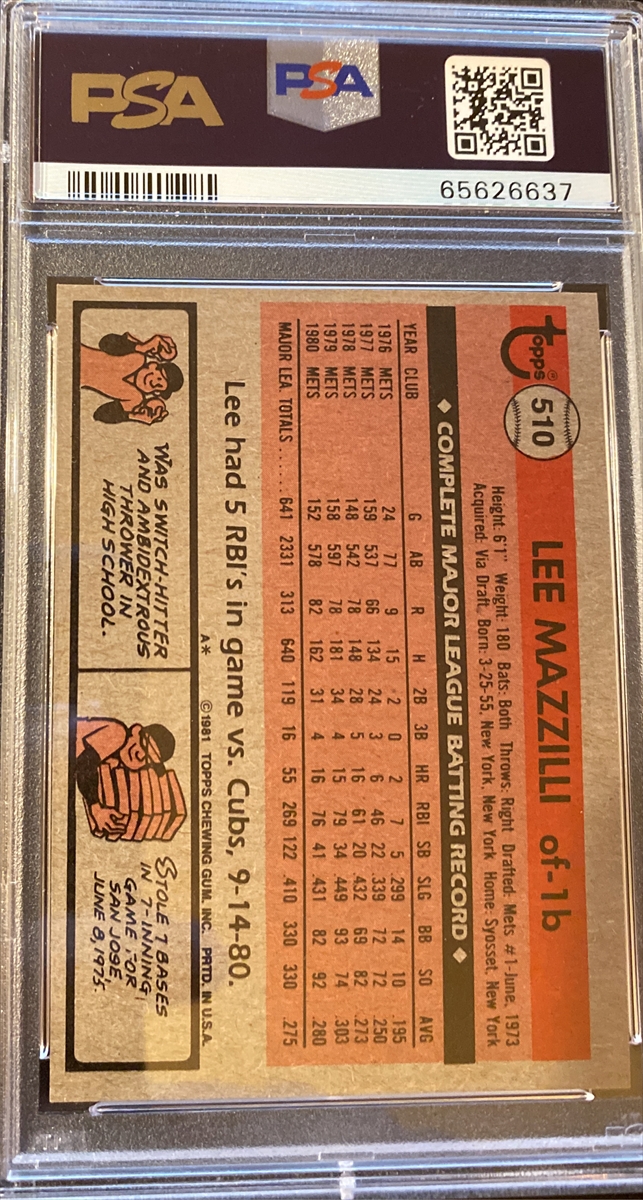 PSA
PSA
65626637
topps®
510
LEE MAZZILLI of-1b
Height: 6'1" Weight: 180 Bats: Both Throws: Right Drafted: Mets #1-June, 1973
Acquired: Via Draft. Born: 3-25-55, New York, New York Home: Syosset, New York
◆ COMPLETE MAJOR LEAGUE BATTING RECORD ◆
YEAR CLUB G AB R H 2B 3B HR RBI SB SLG BB SO AVG
1976 METS 24 77 9 15 2 0 2 7 5 .299 14 10 .195
1977 METS 159 537 66 134 24 3 6 46 22 .339 72 72 .250
1978 METS 148 542 78 148 28 5 16 61 20 .432 69 82 .273
1979 METS 158 597 78 181 34 4 15 79 34 .449 93 74 .303
1980 METS 152 578 82 162 31 4 16 76 41 .431 82 92 .280
MAJOR LEA. TOTALS ...... 641 2331 313 640 119 16 55 269 122 .410 330 330 .275
Lee had 5 RBI's in game vs. Cubs, 9-14-80.
A* ©1981 TOPPS CHEWING GUM, INC. PRTD. IN U.S.A.
WAS SWITCH-HITTER
AND AMBIDEXTROUS
THROWER IN
HIGH SCHOOL.
STOLE 7 BASES
IN 7-INNING
GAME FOR
SAN JOSE,
JUNE 8, 1975.